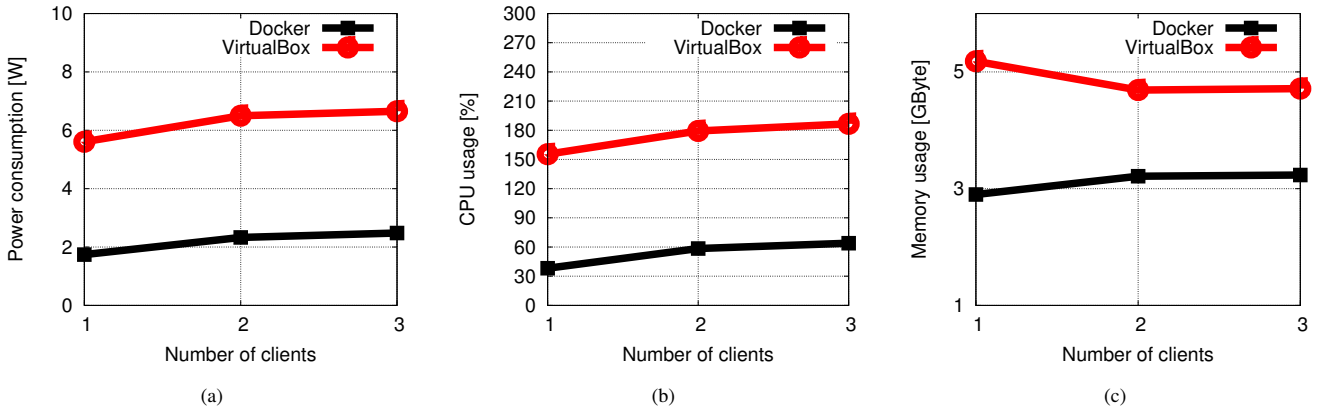 10
8
6
4
2
0
Power consumption [W]
Docker
VirtualBox
1 2 3
Number of clients
(a)
300
270
240
210
180
150
120
90
60
30
0
CPU usage [%]
Docker
VirtualBox
1 2 3
Number of clients
(b)
5
3
1
Memory usage [GByte]
Docker
VirtualBox
1 2 3
Number of clients
(c)